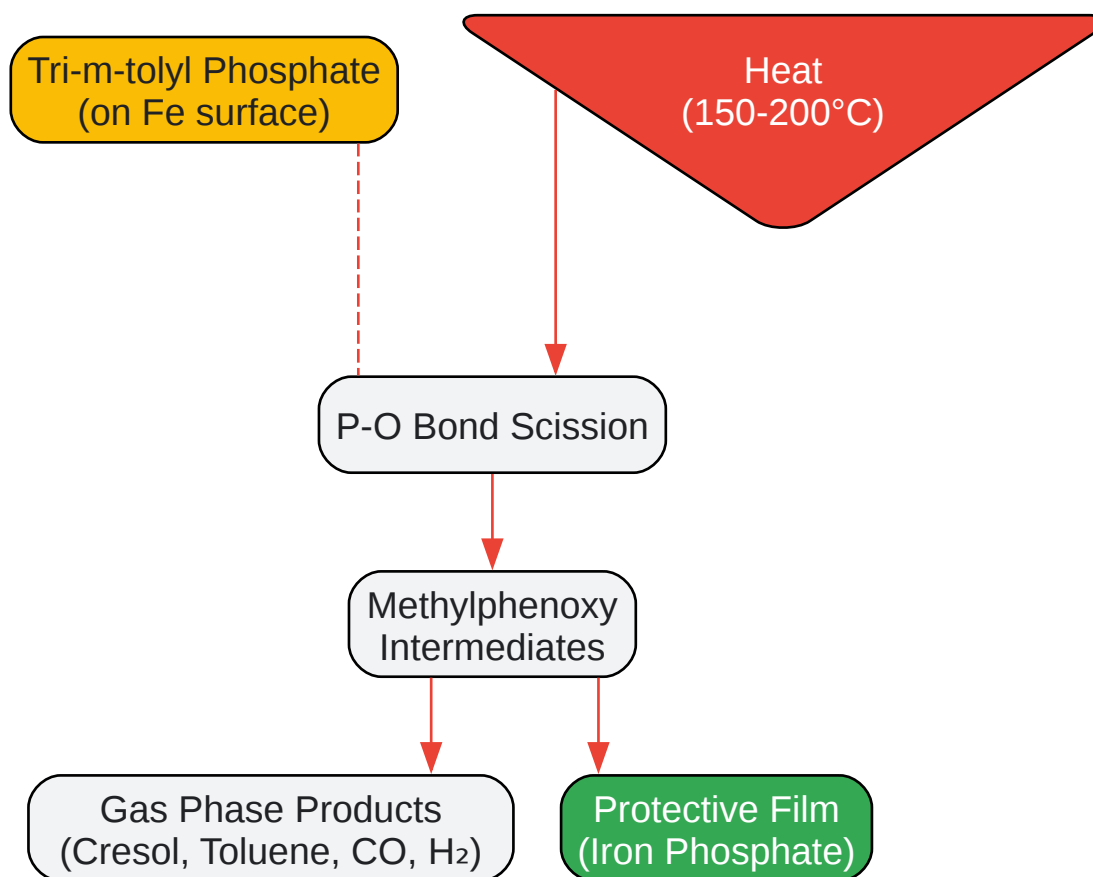 Tri-m-tolyl Phosphate
(on Fe surface)
Heat
(150-200°C)
P-O Bond Scission
Methylphenoxy
Intermediates
Gas Phase Products
(Cresol, Toluene, CO, H₂)
Protective Film
(Iron Phosphate)